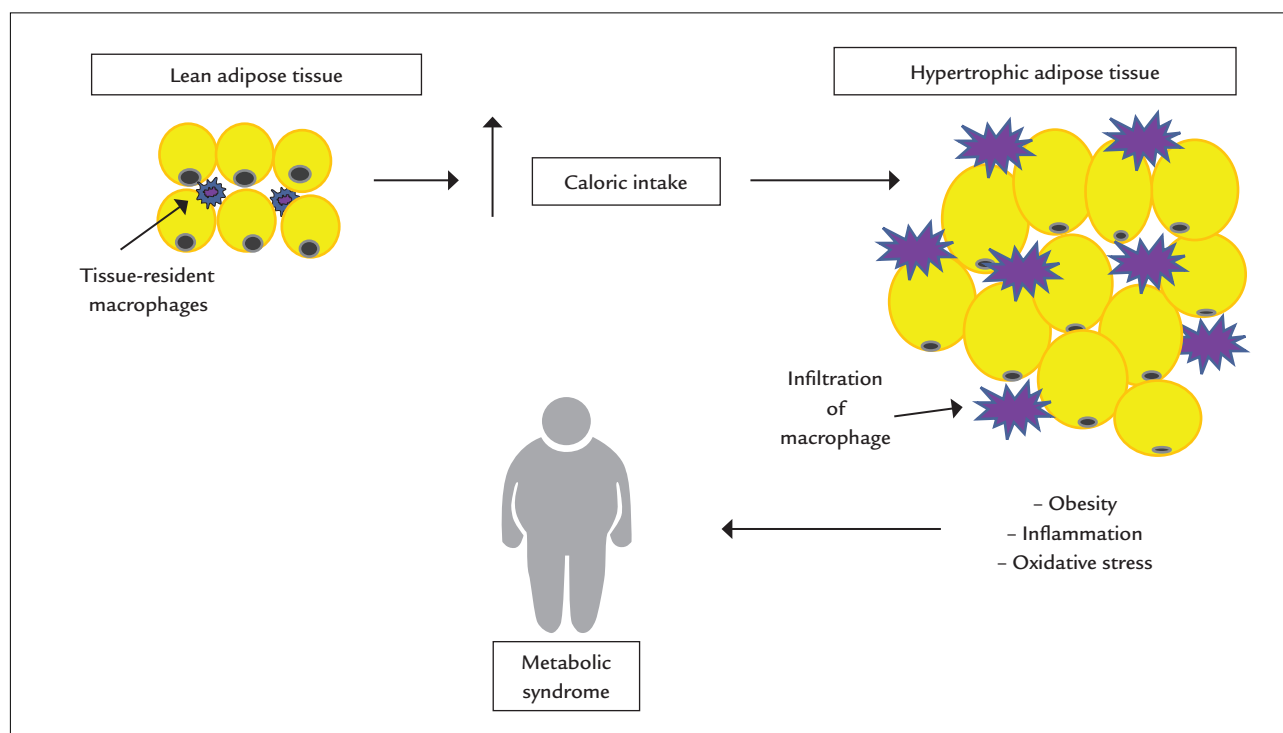 Lean adipose tissue
Hypertrophic adipose tissue
Caloric intake
Tissue-resident
macrophages
Infiltration
of
macrophage
– Obesity
– Inflammation
– Oxidative stress
Metabolic
syndrome